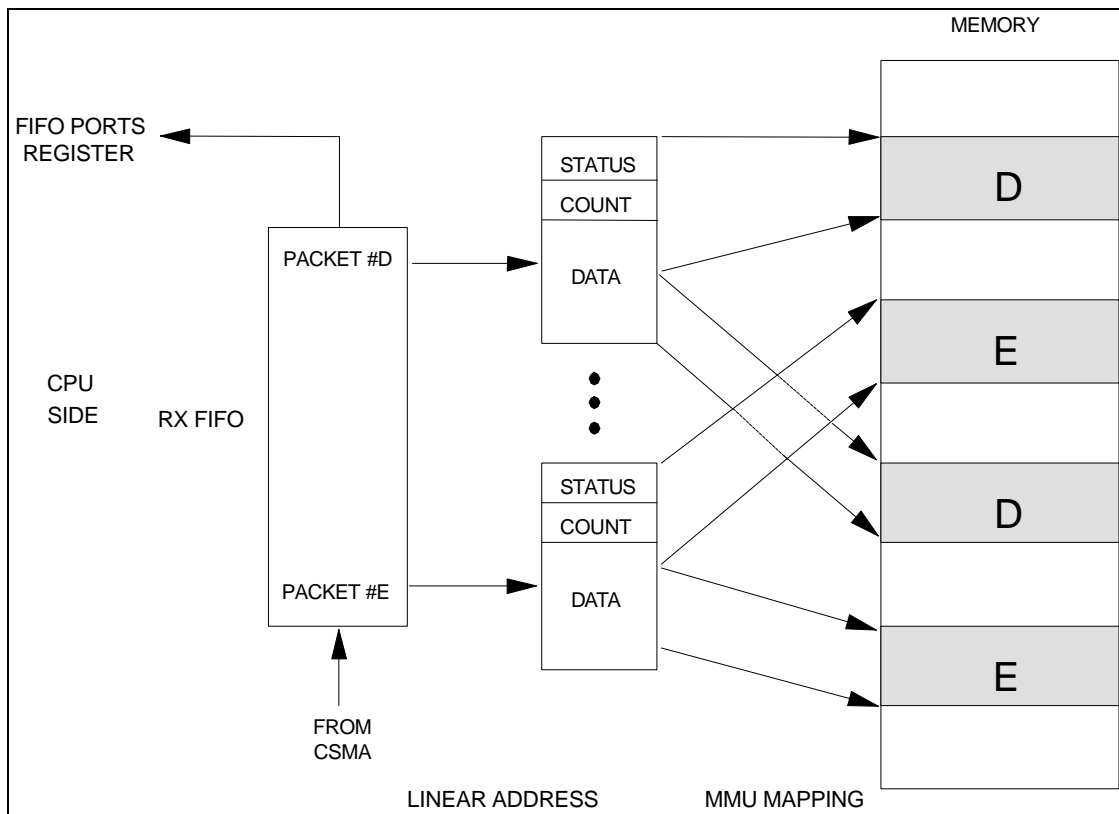 MEMORY
FIFO PORTS
REGISTER
STATUS
COUNT
DATA
D
PACKET #D
E
CPU
SIDE
RX FIFO
STATUS
COUNT
DATA
D
PACKET #E
E
FROM
CSMA
LINEAR ADDRESS
MMU MAPPING